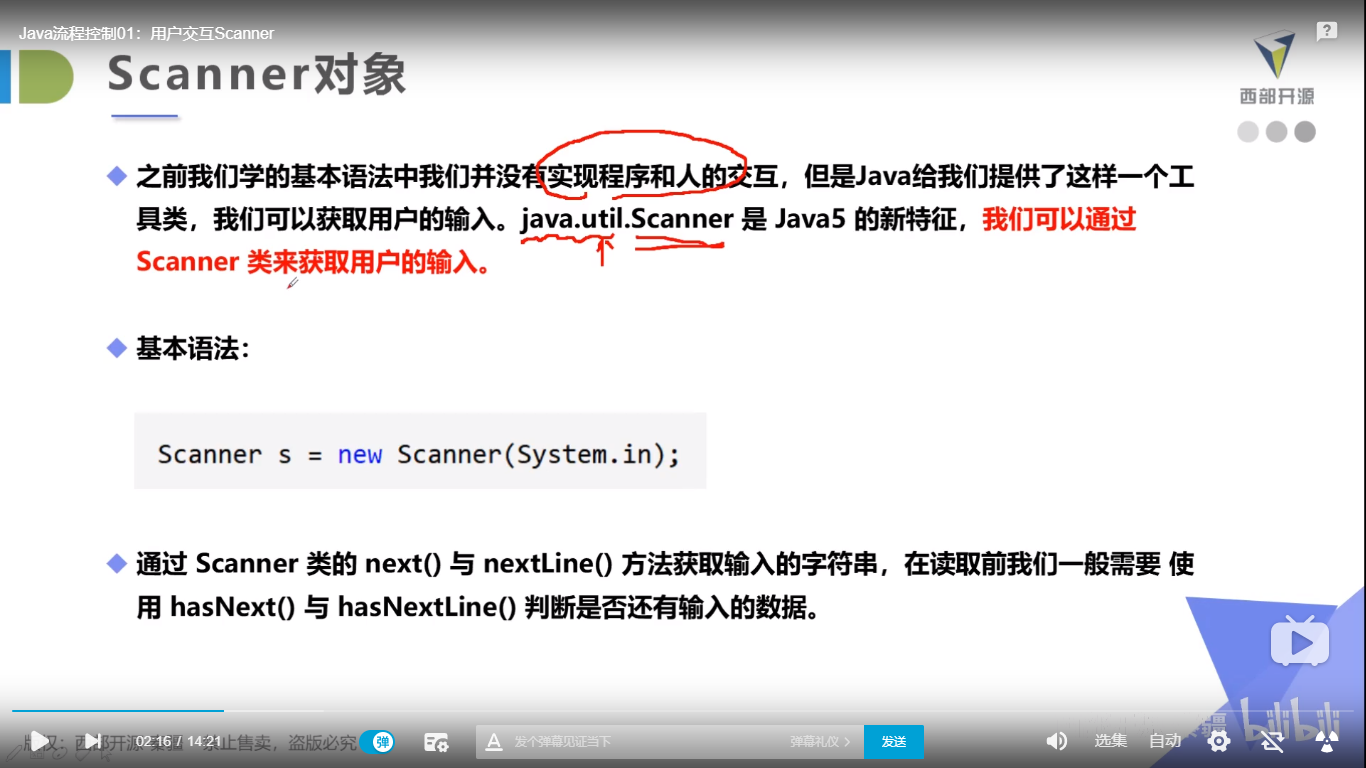 Java流程控制01：用户交互Scanner
Scanner对象
西部开源
之前我们学的基本语法中我们并没有实现程序和人的交互，但是Java给我们提供了这样一个工
具类，我们可以获取用户的输入。java.util.Scanner 是 Java5 的新特征，我们可以通过
Scanner 类来获取用户的输入。
基本语法：
Scanner s = new Scanner(System.in);
通过 Scanner 类的 next() 与 nextLine() 方法获取输入的字符串，在读取前我们一般需要 使
用 hasNext() 与 hasNextLine() 判断是否还有输入的数据。
bilibili
02:16 / 14:21
弹
发个弹幕见证当下
弹幕礼仪
发送
选集
自动
西部开源
禁止售卖，盗版必究